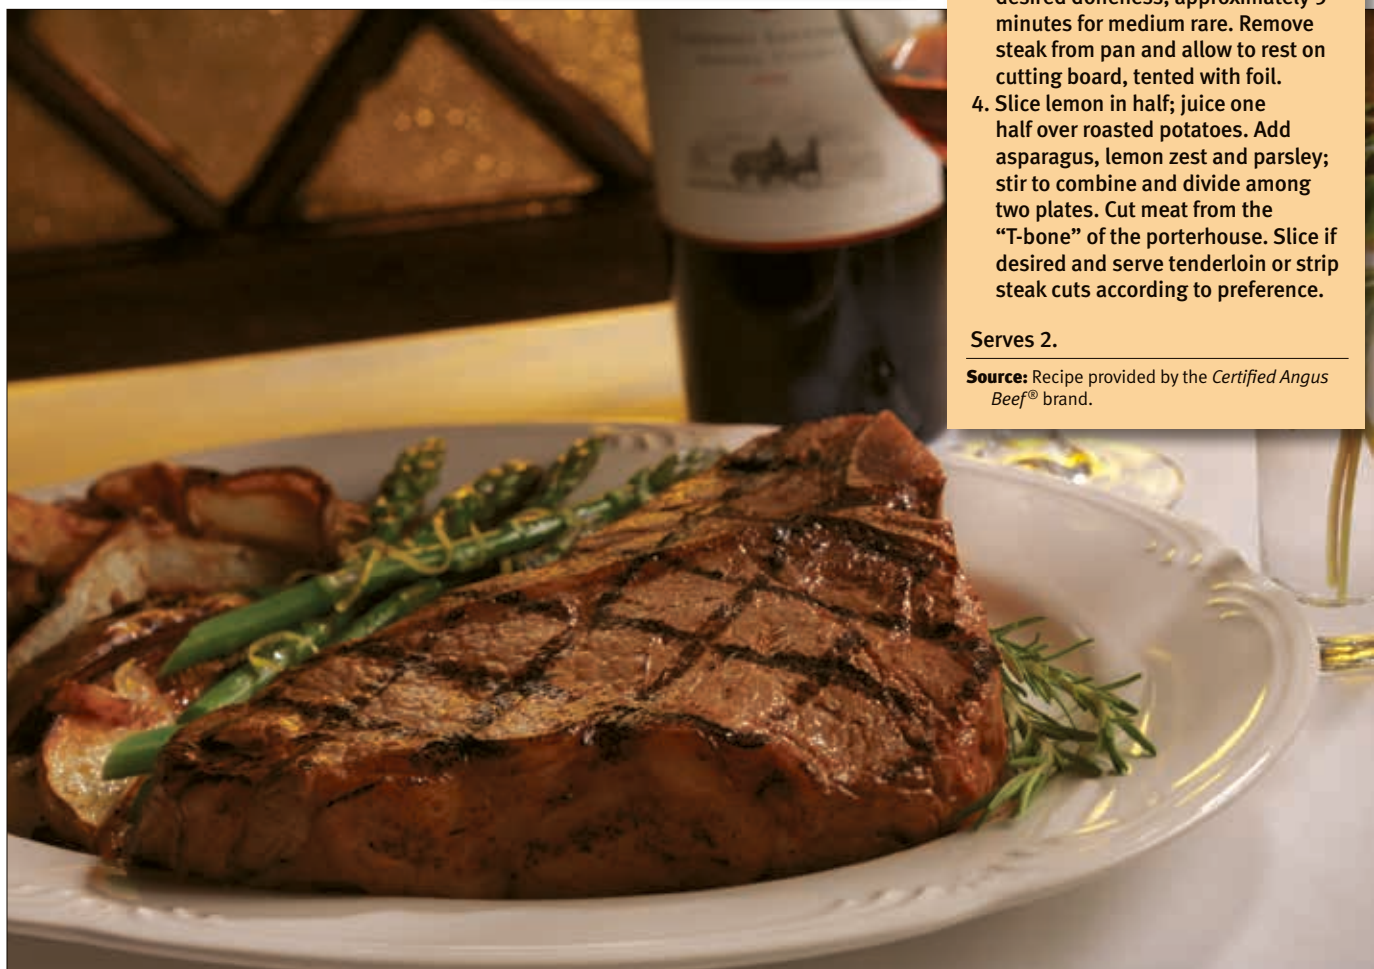 minutes for medium rare. Remove
steak from pan and allow to rest on
cutting board, tented with foil.
4. Slice lemon in half; juice one
half over roasted potatoes. Add
asparagus, lemon zest and parsley;
stir to combine and divide among
two plates. Cut meat from the
“T-bone” of the porterhouse. Slice if
desired and serve tenderloin or strip
steak cuts according to preference.
Serves 2.
Source: Recipe provided by the Certified Angus
Beef® brand.